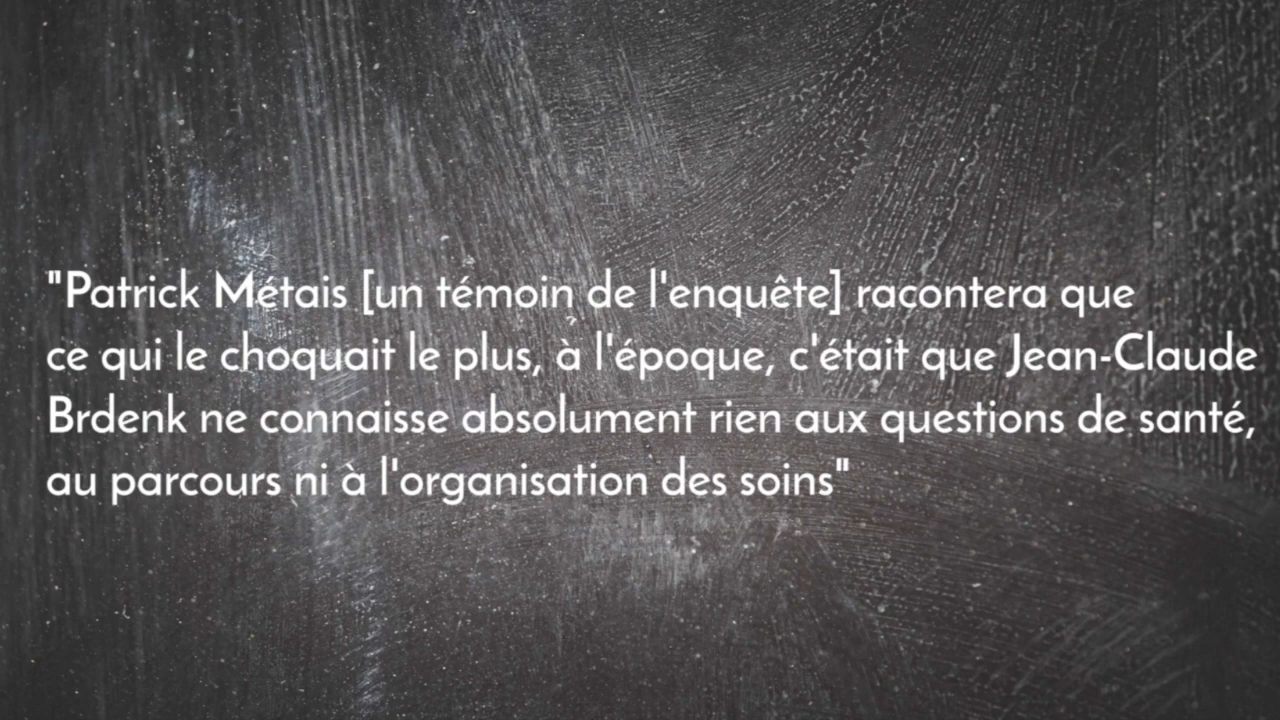 "Patrick Métais [un témoin de l'enquête] racontera que
ce qui le choquait le plus, à l'époque, c'était que Jean-Claude
Brdenk ne connaisse absolument rien aux questions de santé,
au parcours ni à l'organisation des soins"